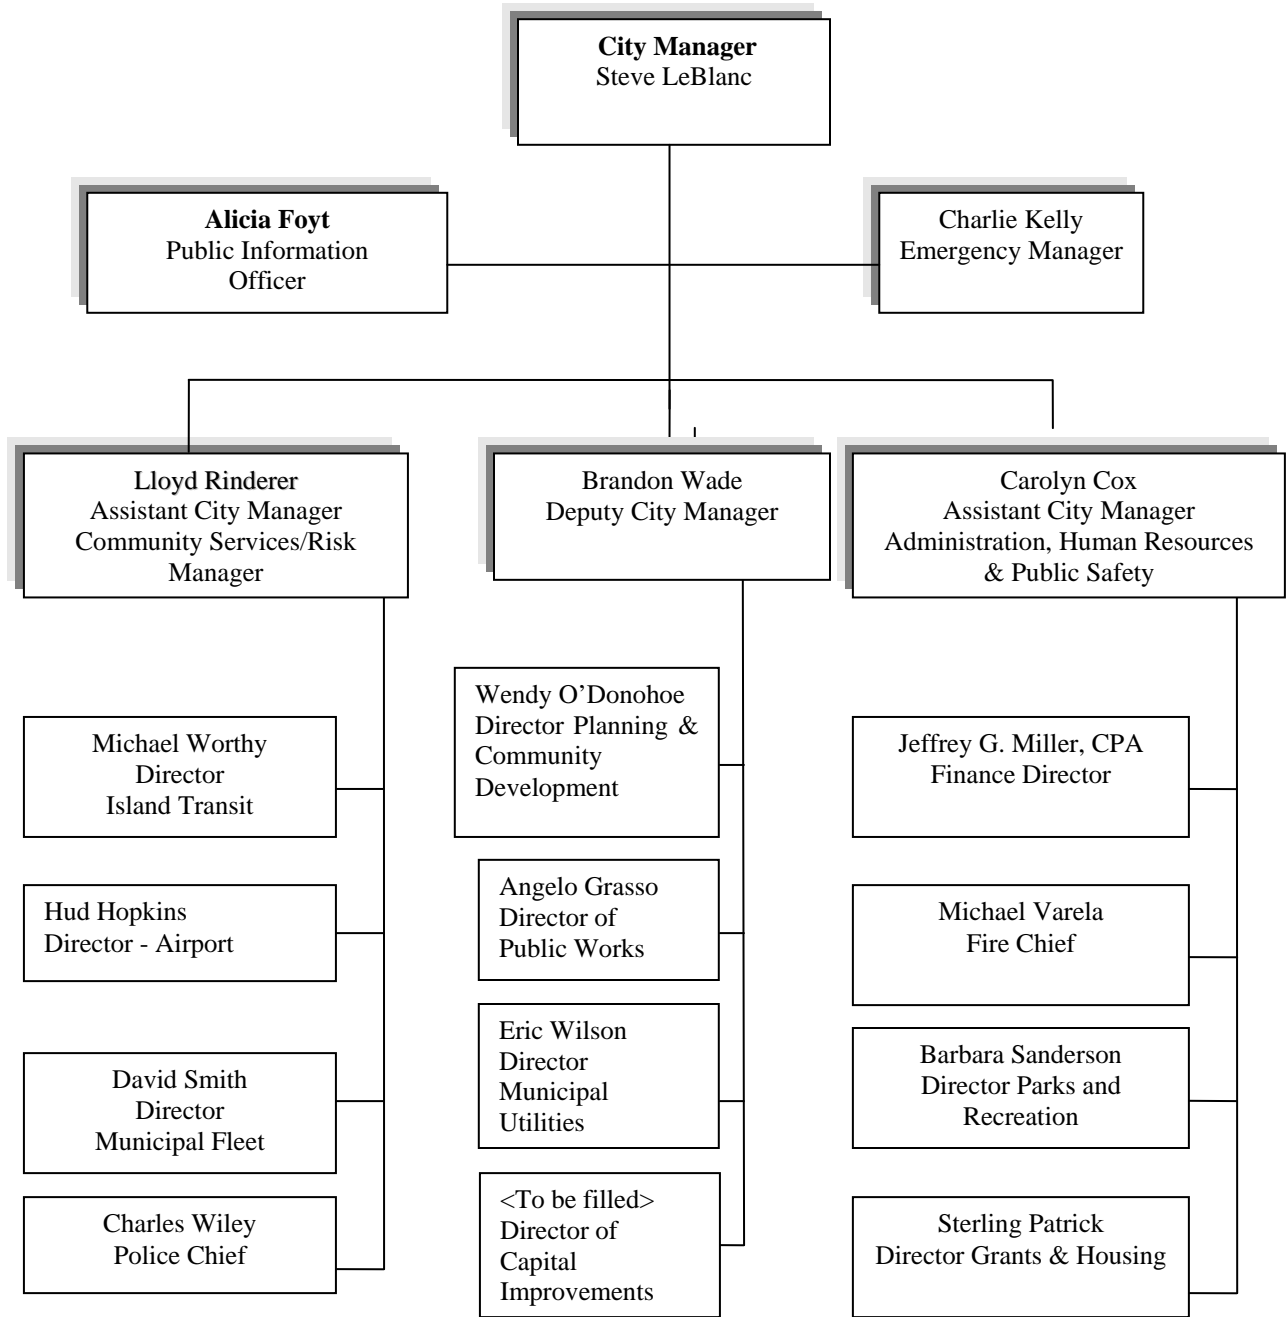 City Manager
Steve LeBlanc
Alicia Foyt
Public Information
Officer
Charlie Kelly
Emergency Manager
Lloyd Rinderer
Assistant City Manager
Community Services/Risk
Manager
Brandon Wade
Deputy City Manager
Carolyn Cox
Assistant City Manager
Administration, Human Resources
& Public Safety
Michael Worthy
Director
Island Transit
Hud Hopkins
Director - Airport
David Smith
Director
Municipal Fleet
Charles Wiley
Police Chief
Wendy O’Donohoe
Director Planning &
Community
Development
Angelo Grasso
Director of
Public Works
Eric Wilson
Director
Municipal
Utilities
<To be filled>
Director of
Capital
Improvements
Jeffrey G. Miller, CPA
Finance Director
Michael Varela
Fire Chief
Barbara Sanderson
Director Parks and
Recreation
Sterling Patrick
Director Grants & Housing